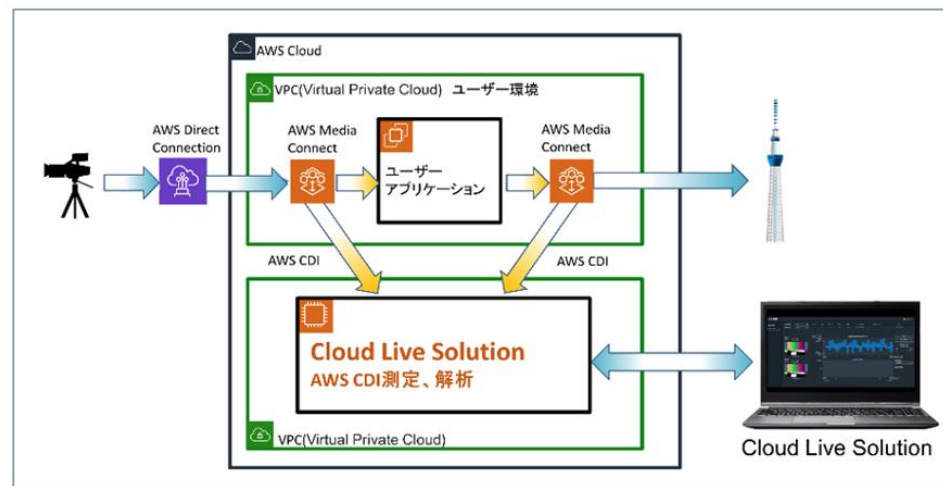 AWS Cloud
VPC(Virtual Private Cloud) ユーザー環境
AWS Direct
Connection
AWS Media
Connect
ユーザー
アプリケーション
AWS Media
Connect
AWS CDI
AWS CDI
Cloud Live Solution
AWS CDI測定、解析
VPC(Virtual Private Cloud)
Cloud Live Solution